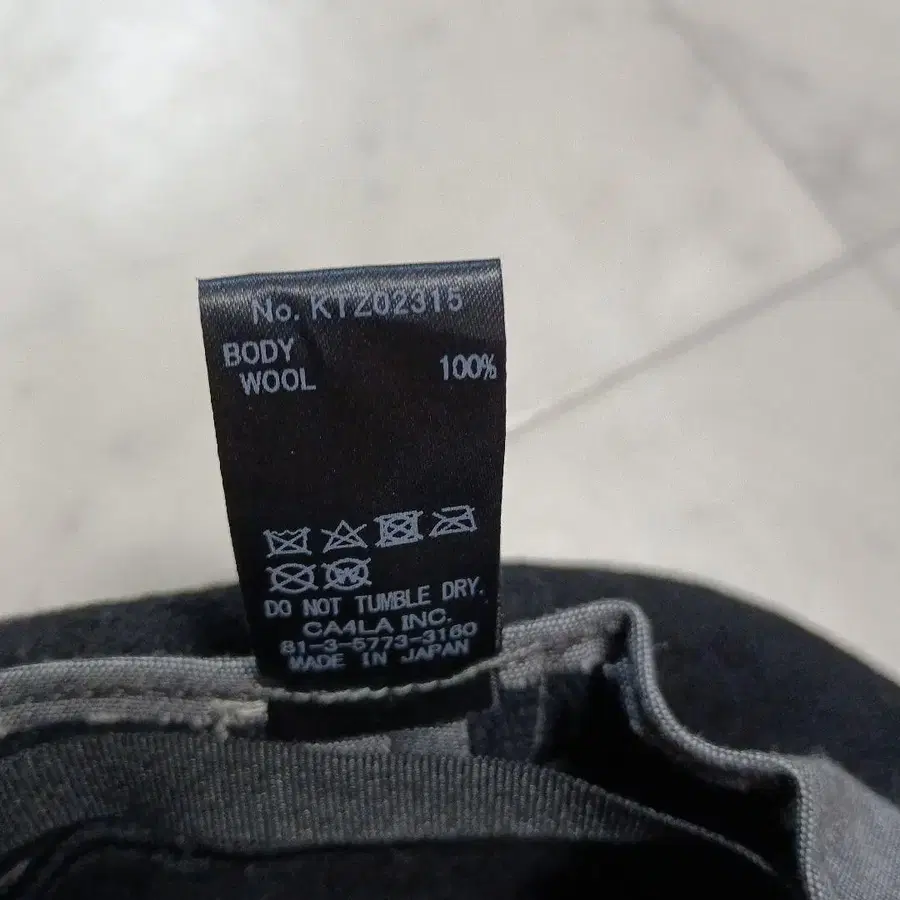 No. KTZ02315
BODY
WOOL 100%
W
DO NOT TUMBLE DRY.
CA4LA INC.
81-3-5773-3160
MADE IN JAPAN